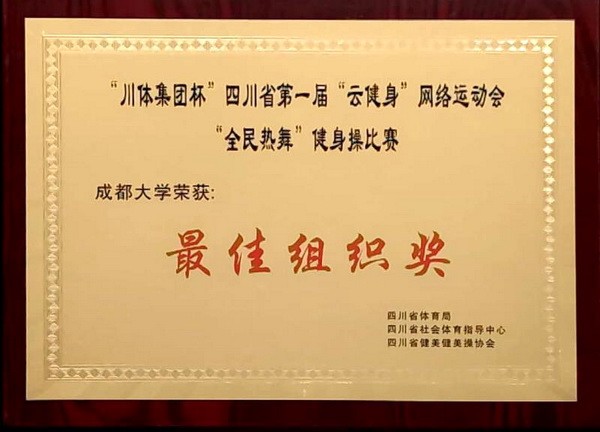 “川体集团杯”四川省第一届“云健身”网络运动会
“全民热舞”健身操比赛
成都大学荣获:
最佳组织奖
四川省体育局
四川省社会体育指导中心
四川省健美健美操协会